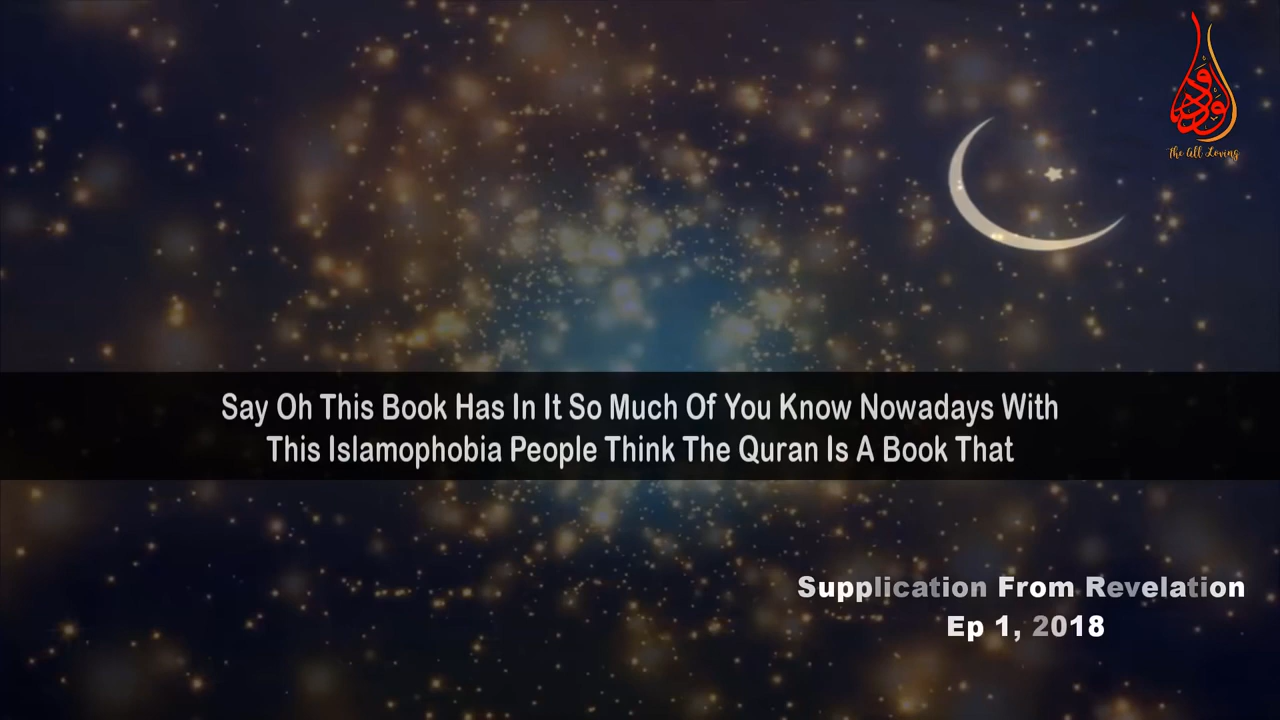 الودود
The All Loving
Say Oh This Book Has In It So Much Of You Know Nowadays With
This Islamophobia People Think The Quran Is A Book That
Supplication From Revelation
Ep 1, 2018